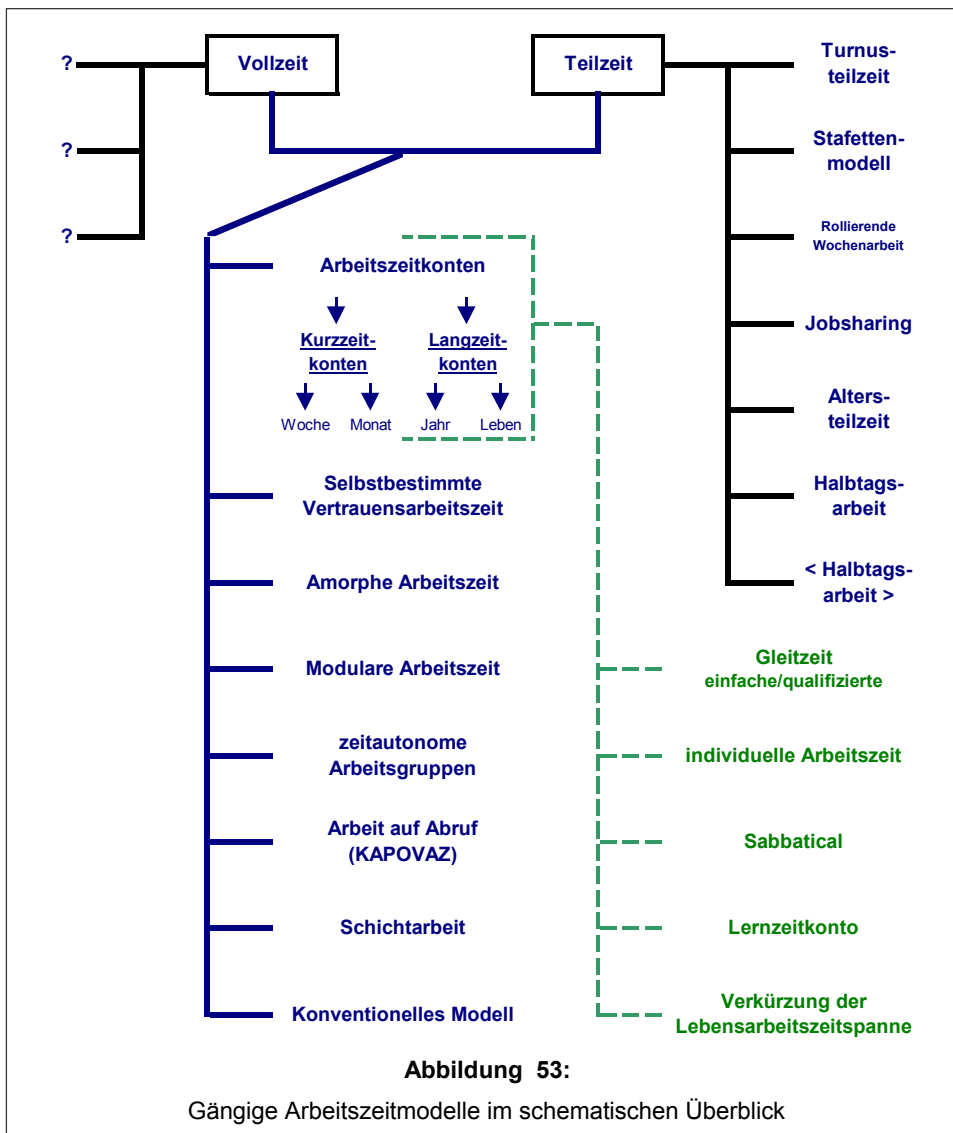 ?
Vollzeit
Teilzeit
Turnus-
teilzeit
?
Stafetten-
modell
?
Rollierende
Wochenarbeit
Arbeitszeitkonten
Kurzzeit-
konten
Langzeit-
konten
Woche
Monat
Jahr
Leben
Jobsharing
Alters-
teilzeit
Selbstbestimmte
Vertrauensarbeitszeit
Halbtags-
arbeit
Amorphe Arbeitszeit
< Halbtags-
arbeit >
Modulare Arbeitszeit
Gleitzeit
einfache/qualifizierte
zeitautonome
Arbeitsgruppen
individuelle Arbeitszeit
Arbeit auf Abruf
(KAPOVAZ)
Sabbatical
Schichtarbeit
Lernzeitkonto
Konventionelles Modell
Verkürzung der
Lebensarbeitszeitspanne
Abbildung 53:
Gängige Arbeitszeitmodelle im schematischen Überblick